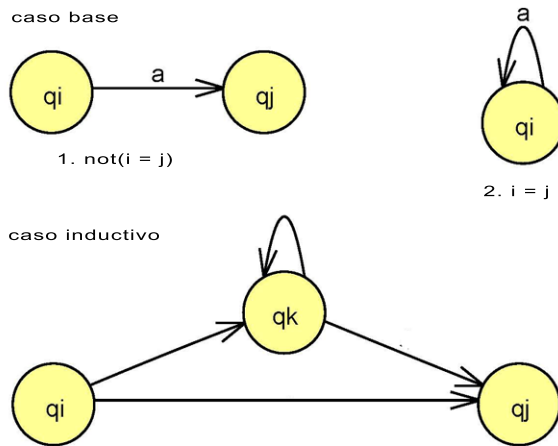 caso base
a
a
qi
qj
qi
1. not(i = j)
2. i = j
caso inductivo
qk
qi
qj